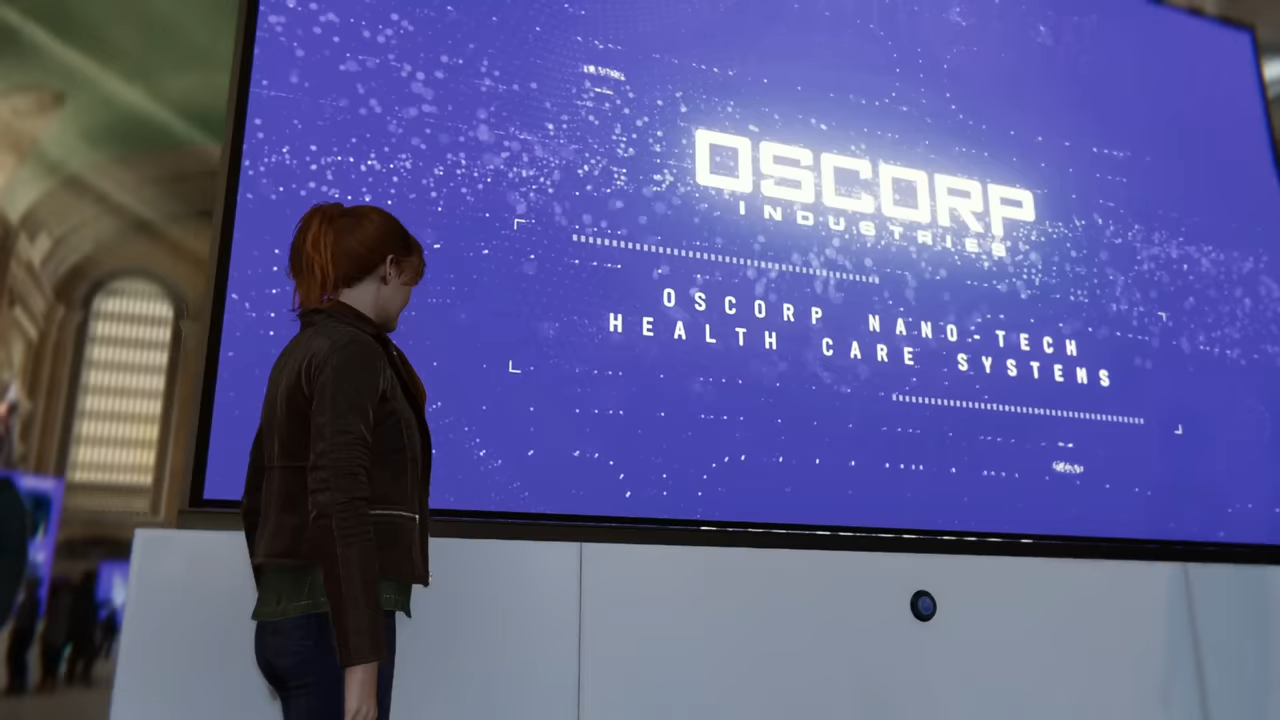 OSCORP
INDUSTRIES
OSCORP NANO-TECH
HEALTH CARE SYSTEMS